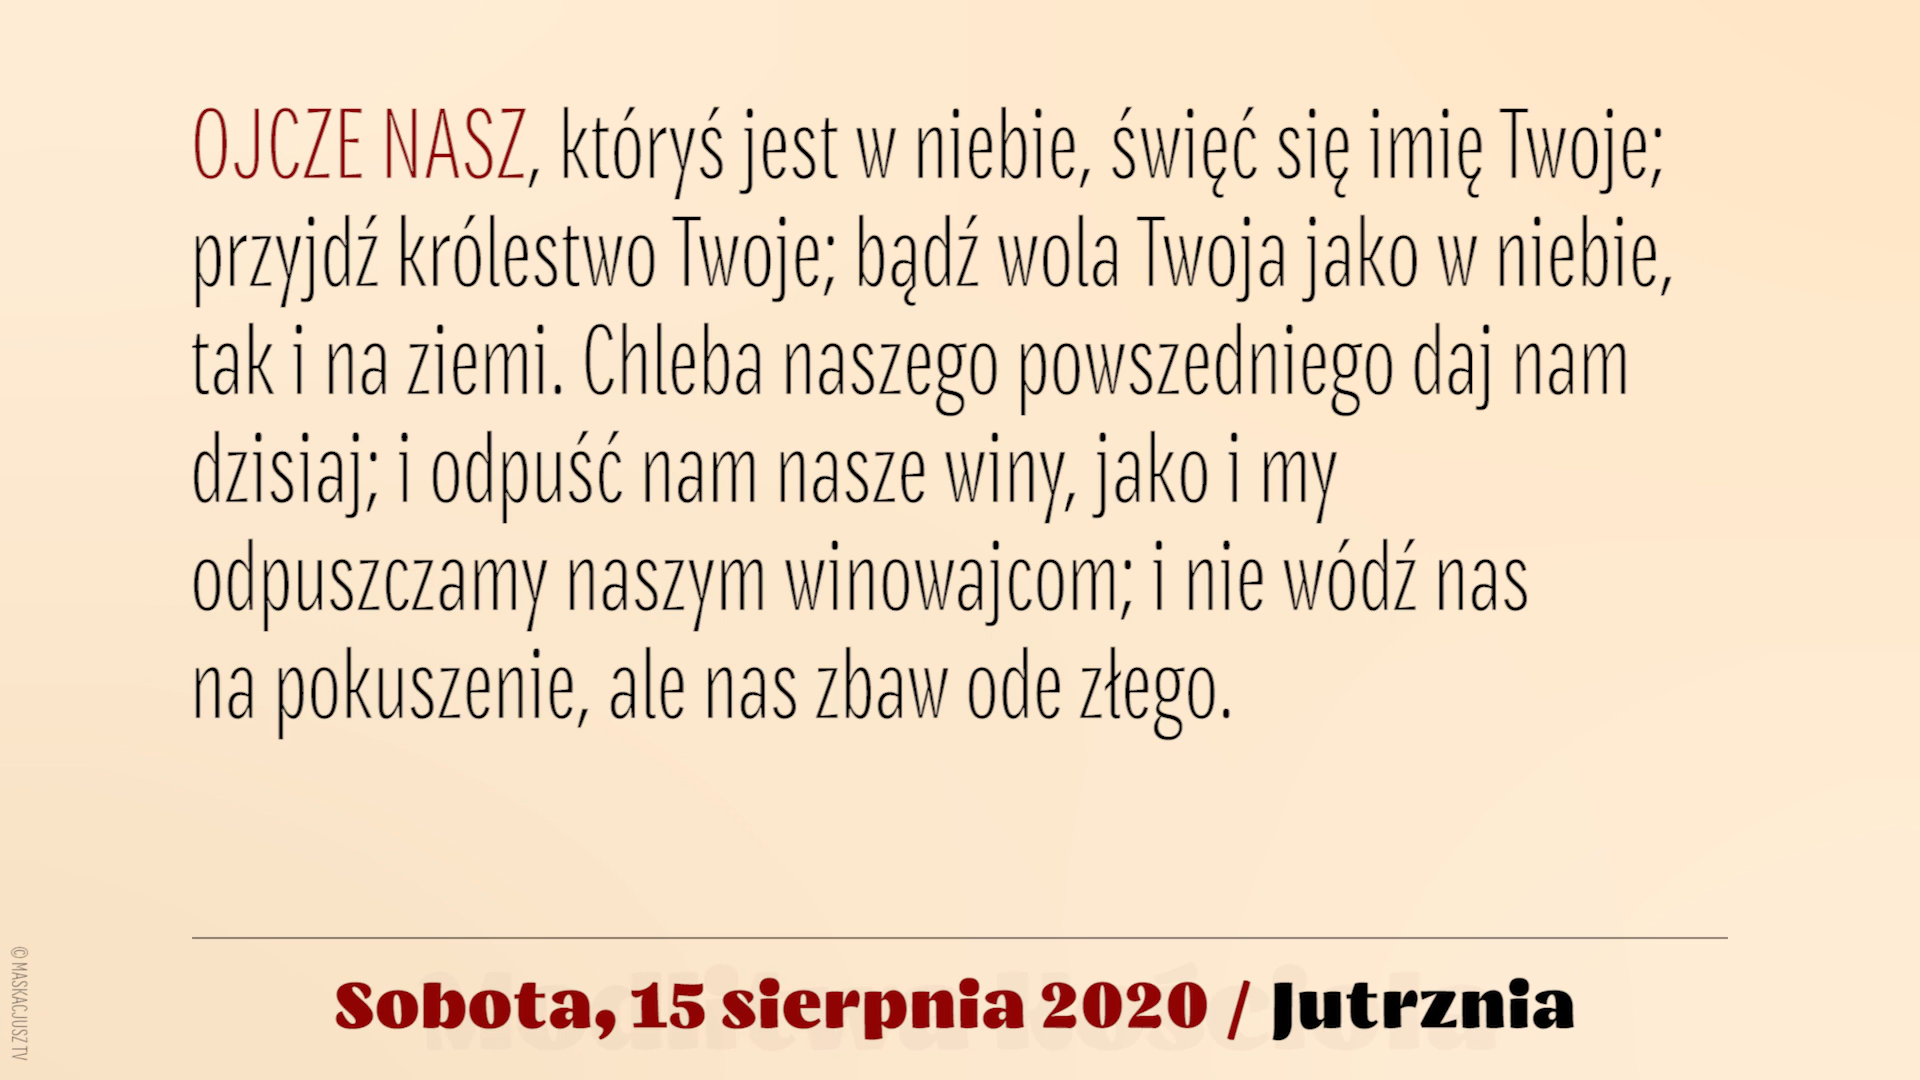 OJCZE NASZ, któryś jest w niebie, święć się imię Twoje;
przyjdź królestwo Twoje; bądź wola Twoja jako w niebie,
tak i na ziemi. Chleba naszego powszedniego daj nam
dzisiaj; i odpuść nam nasze winy, jako i my
odpuszczamy naszym winowajcom; i nie wódź nas
na pokuszenie, ale nas zbaw ode złego.
Sobota, 15 sierpnia 2020 / Jutrznia
© MASKACJUSZ TV